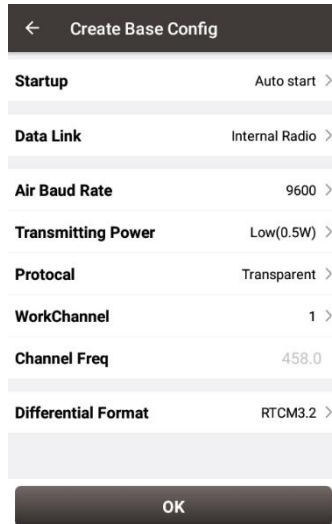 Create Base Config
Startup Auto start
Data Link Internal Radio
Air Baud Rate 9600
Transmitting Power Low(0.5W)
Protocal Transparent
WorkChannel 1
Channel Freq 458.0
Differential Format RTCM3.2
OK